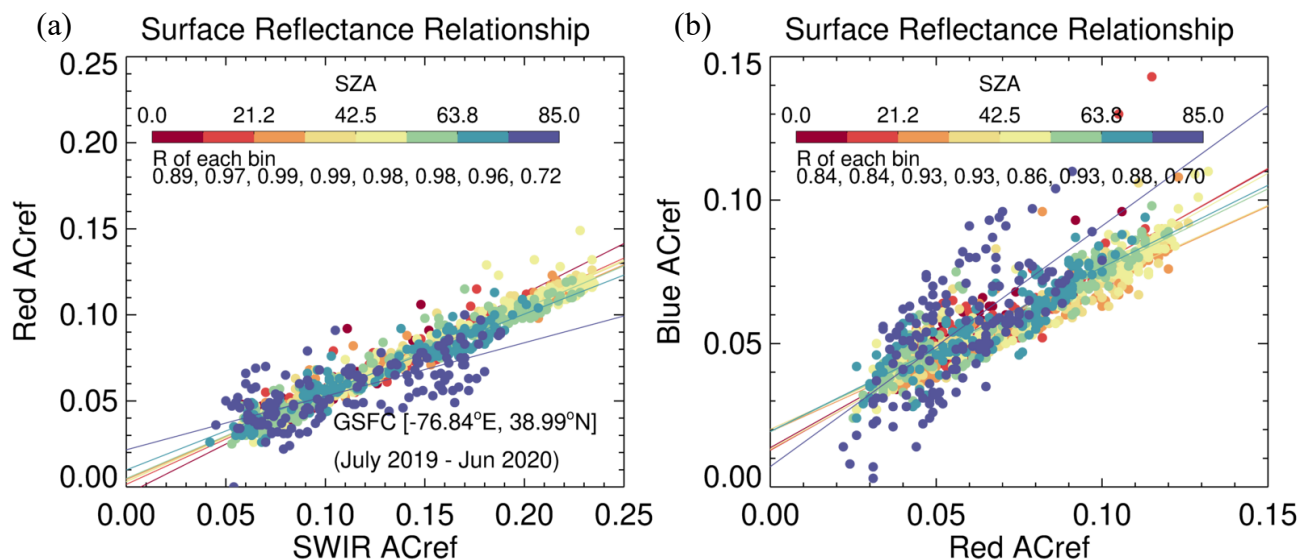 (a) Surface Reflectance Relationship
0.25
SZA
0.0 21.2 42.5 63.8 85.0
R of each bin
0.89, 0.97, 0.99, 0.99, 0.98, 0.98, 0.96, 0.72
0.20
0.15
0.10
0.05
0.00
Red ACref
GSFC [-76.84°E, 38.99°N]
(July 2019 - Jun 2020)
0.00 0.05 0.10 0.15 0.20 0.25
SWIR ACref
(b) Surface Reflectance Relationship
0.15
SZA
0.0 21.2 42.5 63.8 85.0
R of each bin
0.84, 0.84, 0.93, 0.93, 0.86, 0.93, 0.88, 0.70
0.10
0.05
0.00
Blue ACref
0.00 0.05 0.10 0.15
Red ACref